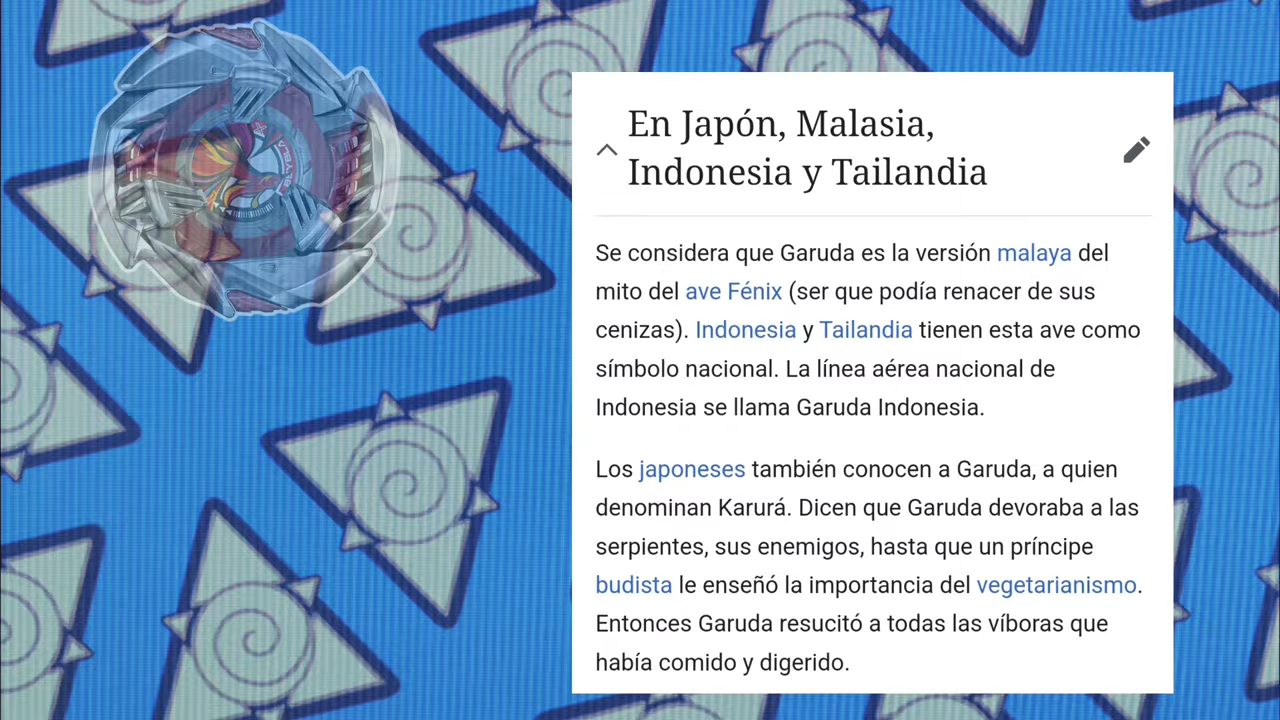 En Japón, Malasia,
Indonesia y Tailandia
Se considera que Garuda es la versión malaya del
mito del ave Fénix (ser que podía renacer de sus
cenizas). Indonesia y Tailandia tienen esta ave como
símbolo nacional. La línea aérea nacional de
Indonesia se llama Garuda Indonesia.
Los japoneses también conocen a Garuda, a quien
denominan Karurá. Dicen que Garuda devoraba a las
serpientes, sus enemigos, hasta que un príncipe
budista le enseñó la importancia del vegetarianismo.
Entonces Garuda resucitó a todas las víboras que
había comido y digerido.